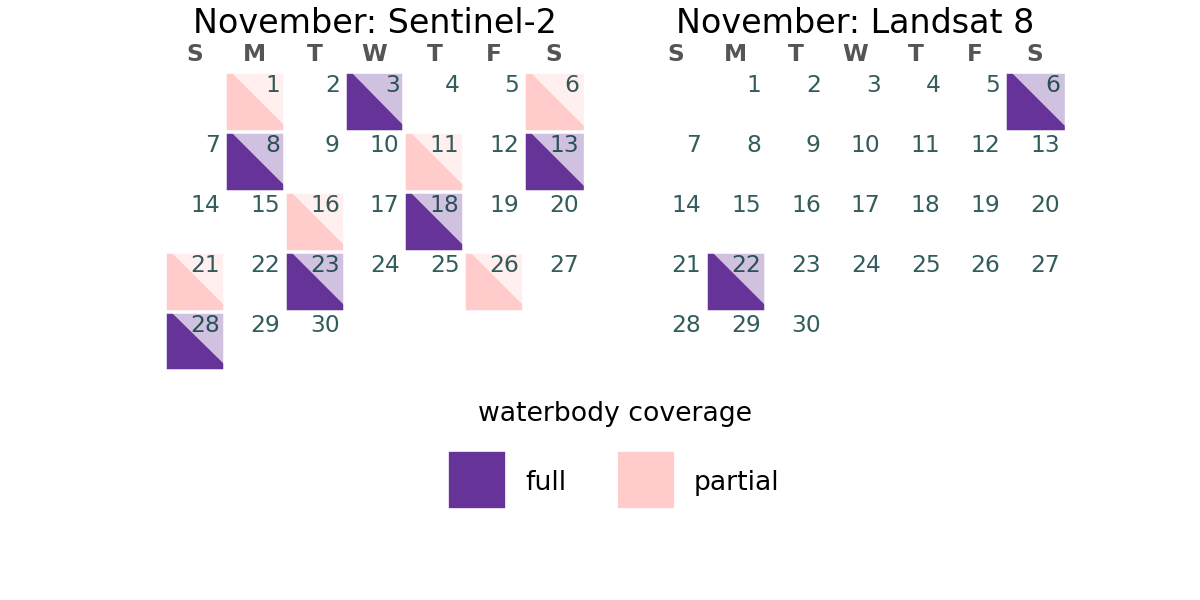 November: Sentinel-2
S M T W T F S
1 2 3 4 5 6
7 8 9 10 11 12 13
14 15 16 17 18 19 20
21 22 23 24 25 26 27
28 29 30
November: Landsat 8
S M T W T F S
1 2 3 4 5 6
7 8 9 10 11 12 13
14 15 16 17 18 19 20
21 22 23 24 25 26 27
28 29 30
waterbody coverage
full
partial